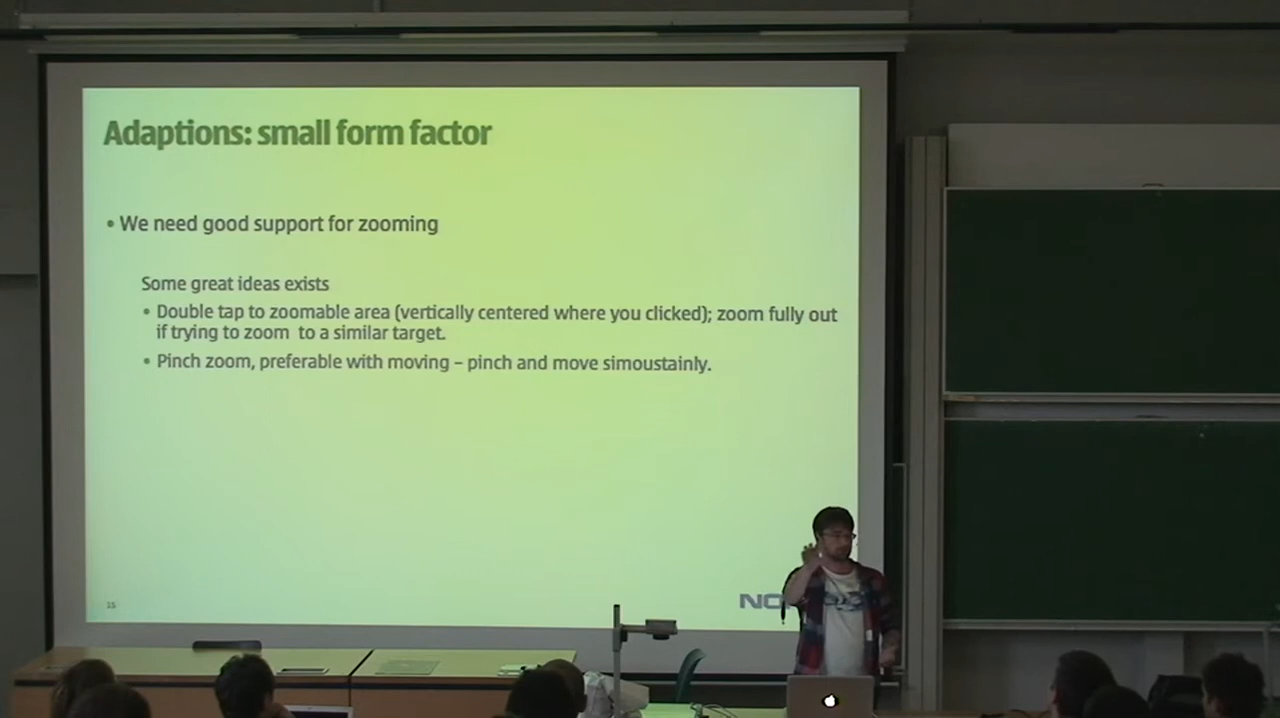 Adaptions: small form factor
• We need good support for zooming
Some great ideas exists
• Double tap to zoomable area (vertically centered where you clicked); zoom fully out
if trying to zoom to a similar target.
• Pinch zoom, preferable with moving – pinch and move simoustainly.
15